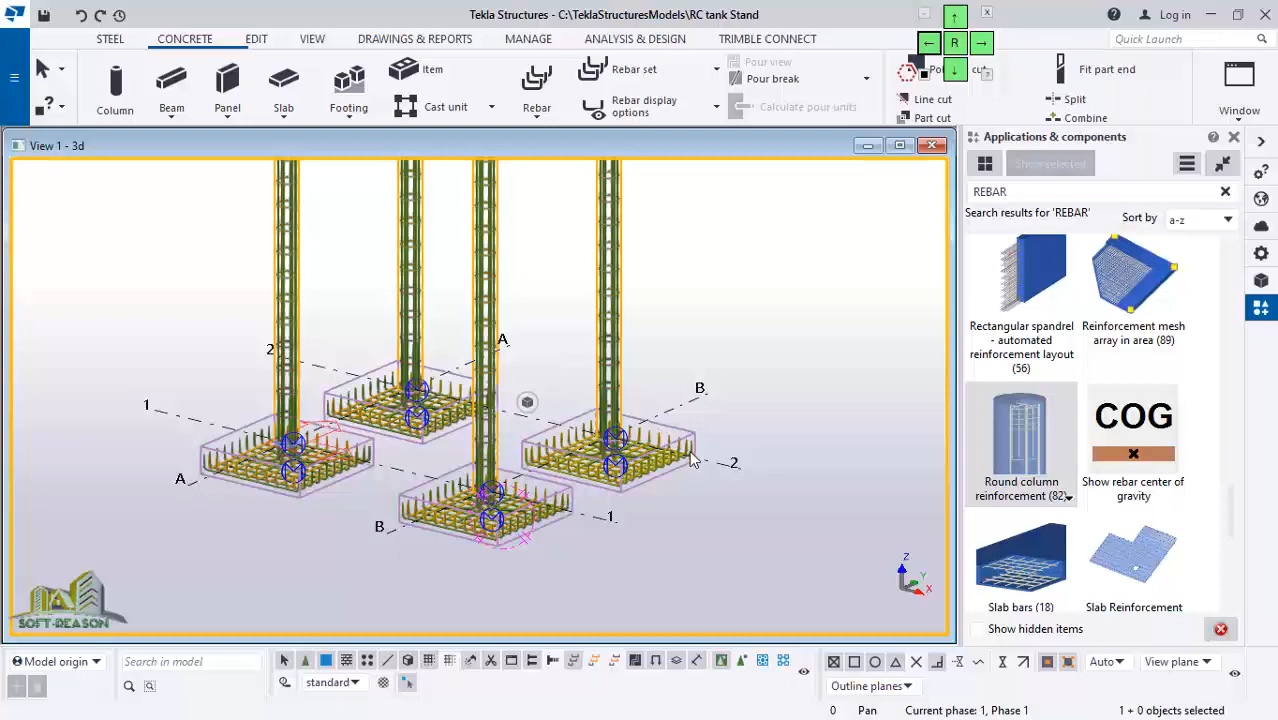 Tekla Structures - C:\TeklaStructuresModels\RC tank Stand
Log in
STEEL CONCRETE EDIT VIEW DRAWINGS & REPORTS MANAGE ANALYSIS & DESIGN TRIMBLE CONNECT
Quick Launch
R
Column
Beam
Panel
Slab
Footing
Item
Cast unit
Rebar
Rebar set
Rebar display
options
Pour view
Pour break
Calculate pour units
Line cut
Part cut
Fit part end
Split
Combine
Window
View 1 - 3d
Applications & components
Show selected
REBAR
Search results for 'REBAR'
Sort by
a-z
Rectangular spandrel
- automated
reinforcement layout
(56)
Reinforcement mesh
array in area (89)
Round column
reinforcement (82)
COG
Show rebar center of
gravity
Slab bars (18)
Slab Reinforcement
Show hidden items
2
A
1
B
A
2
B
1
Z
Y
X
SOFT-REASON
Model origin
Search in model
standard
Auto
View plane
Outline planes
0
Pan
Current phase: 1, Phase 1
1 + 0 objects selected